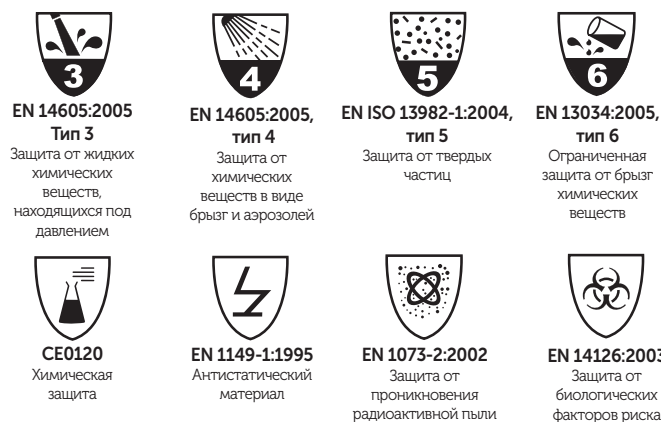 3
EN 14605:2005
Тип 3
Защита от жидких
химических
веществ,
находящихся под
давлением
4
EN 14605:2005,
тип 4
Защита от
химических
веществ в виде
брызг и аэрозолей
5
EN ISO 13982-1:2004,
тип 5
Защита от твердых
частиц
6
EN 13034:2005,
тип 6
Ограниченная
защита от брызг
химических
веществ
CE0120
Химическая
защита
EN 1149-1:1995
Антистатический
материал
EN 1073-2:2002
Защита от
проникновения
радиоактивной пыли
EN 14126:2003
Защита от
биологических
факторов риска